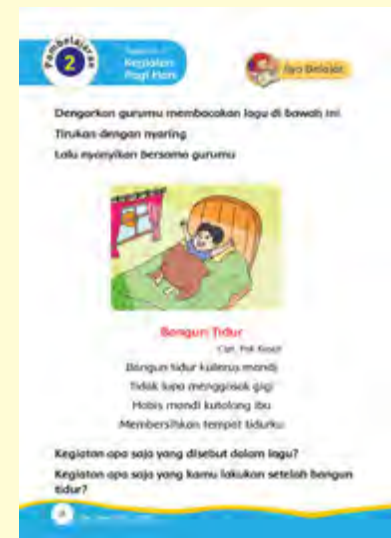 Pembelajaran
2
Kegiatan
Pagi Hari
Ayo Belajar
Dengarkan gurumu membacakan lagu di bawah ini
Tirukan dengan nyaring
Lalu nyanyikan bersama gurumu
Bangun Tidur
Cipt. Pak Kasur
Bangun tidur kuterus mandi
Tidak lupa menggosok gigi
Habis mandi kutolong ibu
Membersihkan tempat tidurku
Kegiatan apa saja yang disebut dalam lagu?
Kegiatan apa saja yang kamu lakukan setelah bangun
tidur?